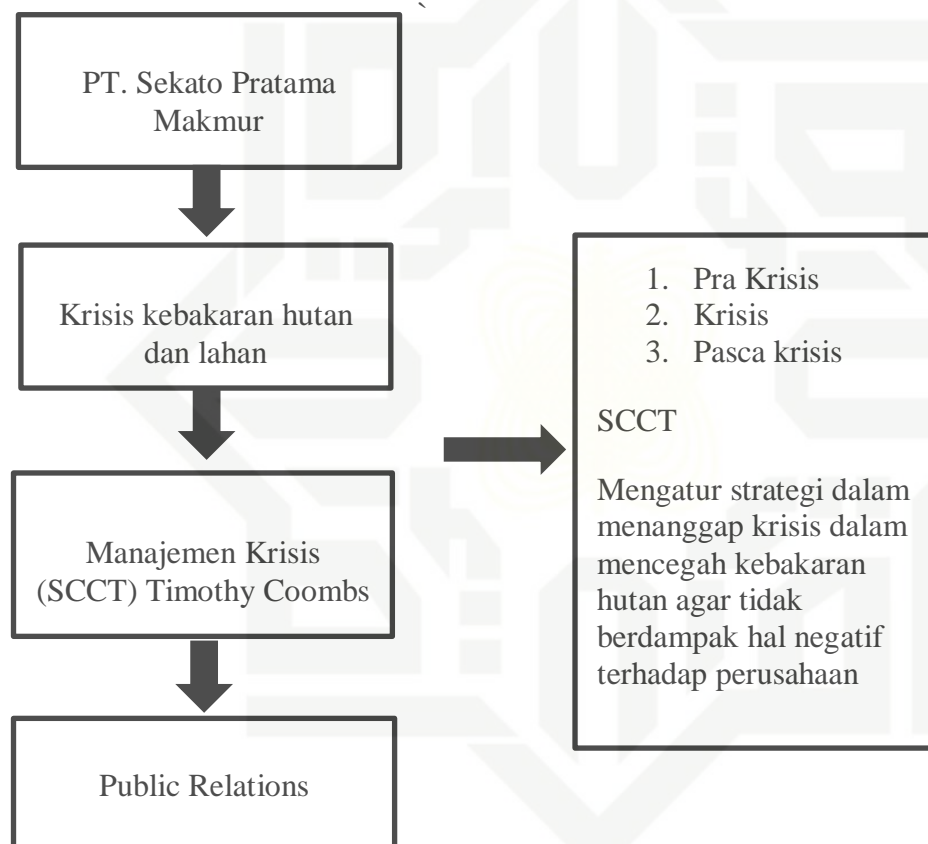 PT. Sekato Pratama
Makmur
Krisis kebakaran hutan
dan lahan
Manajemen Krisis
(SCCT) Timothy Coombs
Public Relations
1. Pra Krisis
2. Krisis
3. Pasca krisis
SCCT
Mengatur strategi dalam
menanggap krisis dalam
mencegah kebakaran
hutan agar tidak
berdampak hal negatif
terhadap perusahaan